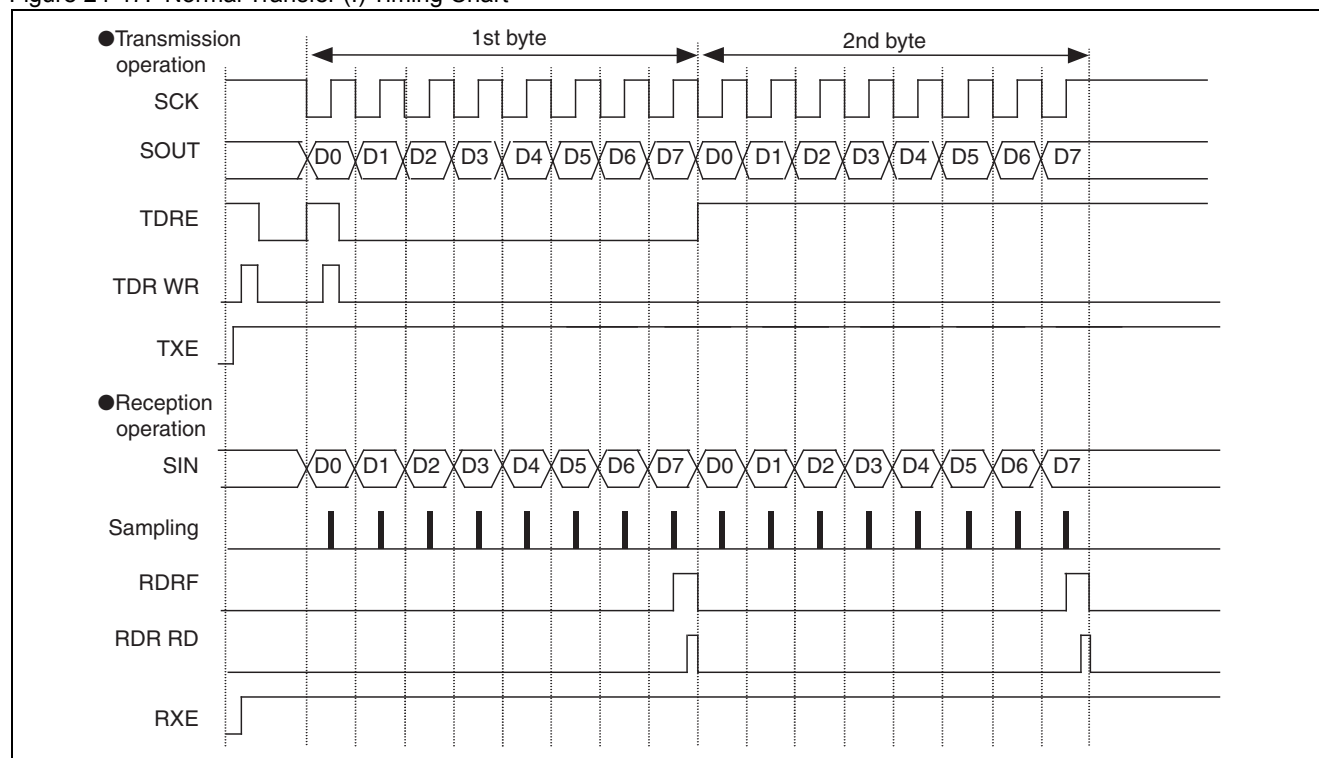 ●Transmission
operation
1st byte
2nd byte
SCK
SOUT
D0 D1 D2 D3 D4 D5 D6 D7 D0 D1 D2 D3 D4 D5 D6 D7
TDRE
TDR WR
TXE
●Reception
operation
SIN
D0 D1 D2 D3 D4 D5 D6 D7 D0 D1 D2 D3 D4 D5 D6 D7
Sampling
RDRF
RDR RD
RXE